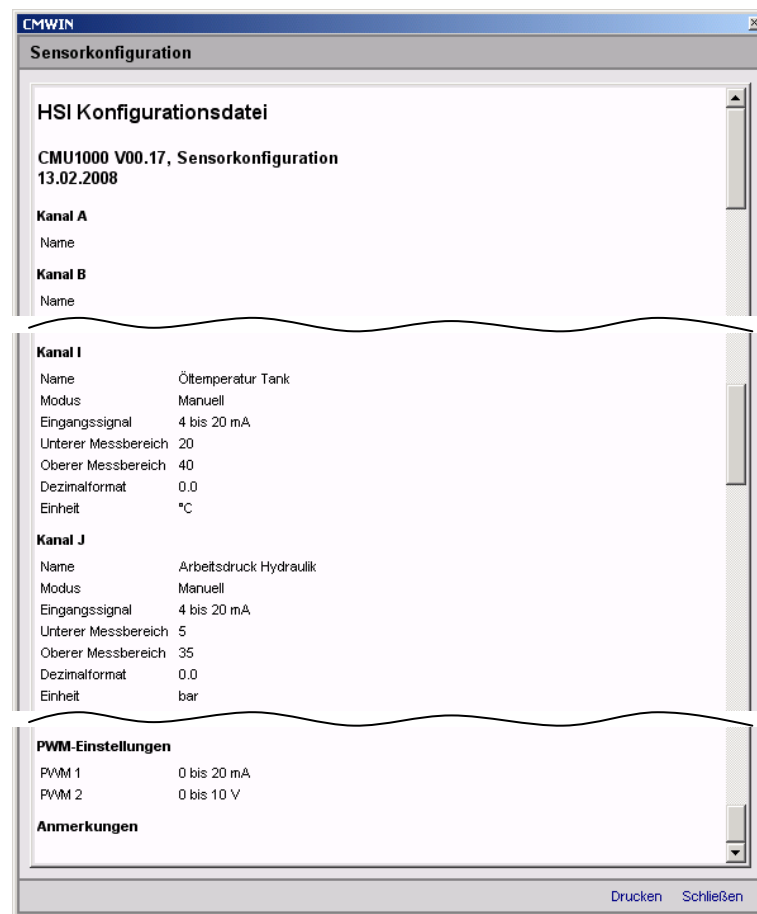 CMWIN
Sensorkonfiguration
HSI Konfigurationsdatei
CMU1000 V00.17, Sensorkonfiguration
13.02.2008
Kanal A
Name
Kanal B
Name
Kanal I
Name Öltemperatur Tank
Modus Manuell
Eingangssignal 4 bis 20 mA
Unterer Messbereich 20
Oberer Messbereich 40
Dezimalformat 0.0
Einheit °C
Kanal J
Name Arbeitsdruck Hydraulik
Modus Manuell
Eingangssignal 4 bis 20 mA
Unterer Messbereich 5
Oberer Messbereich 35
Dezimalformat 0.0
Einheit bar
PWM-Einstellungen
PWM 1 0 bis 20 mA
PWM 2 0 bis 10 V
Anmerkungen
Drucken Schließen